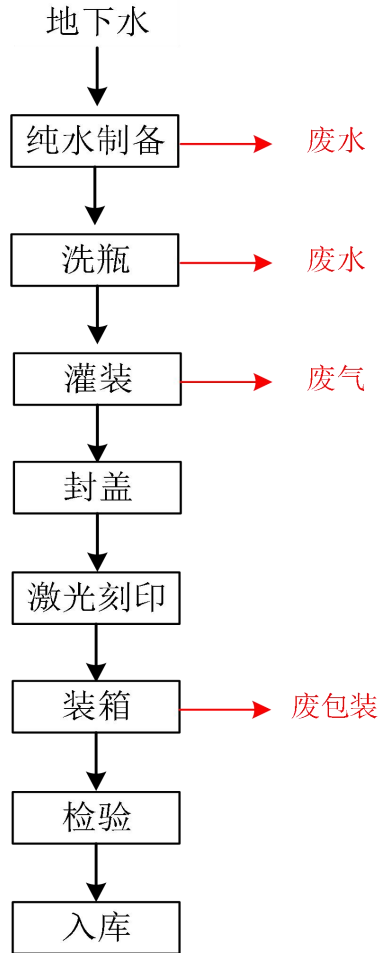 地下水
纯水制备
废水
洗瓶
废水
灌装
废气
封盖
激光刻印
装箱
废包装
检验
入库